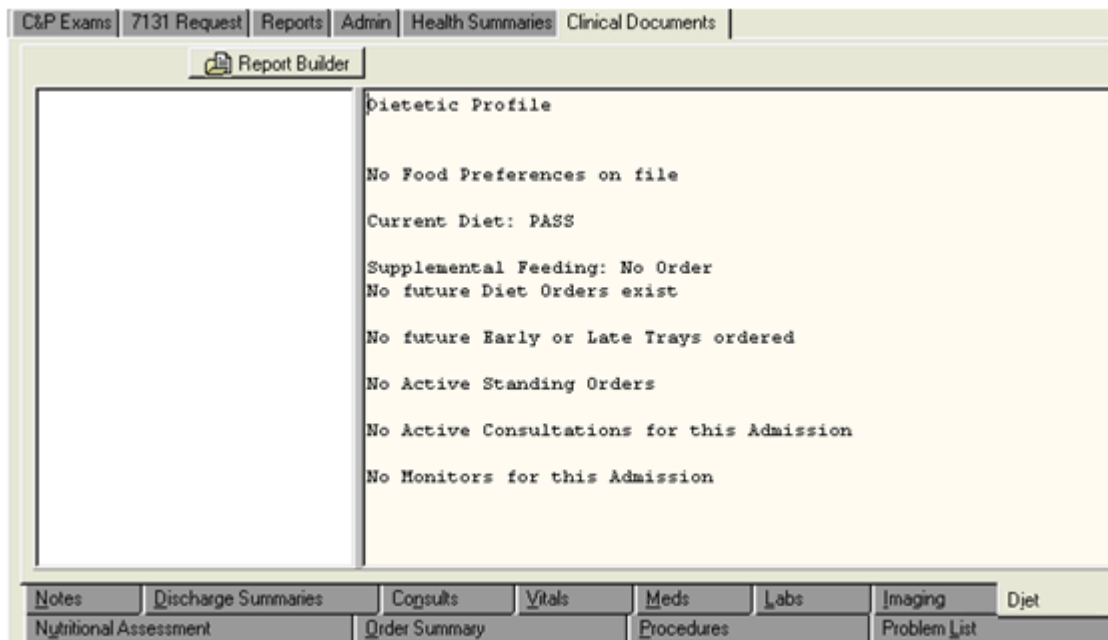 C&P Exams 7131 Request Reports Admin Health Summaries Clinical Documents
Report Builder
Dietetic Profile
No Food Preferences on file
Current Diet: PASS
Supplemental Feeding: No Order
No future Diet Orders exist
No future Early or Late Trays ordered
No Active Standing Orders
No Active Consultations for this Admission
No Monitors for this Admission
Notes Discharge Summaries Consults Vitals Meds Labs Imaging Diet
Nutritional Assessment Order Summary Procedures Problem List